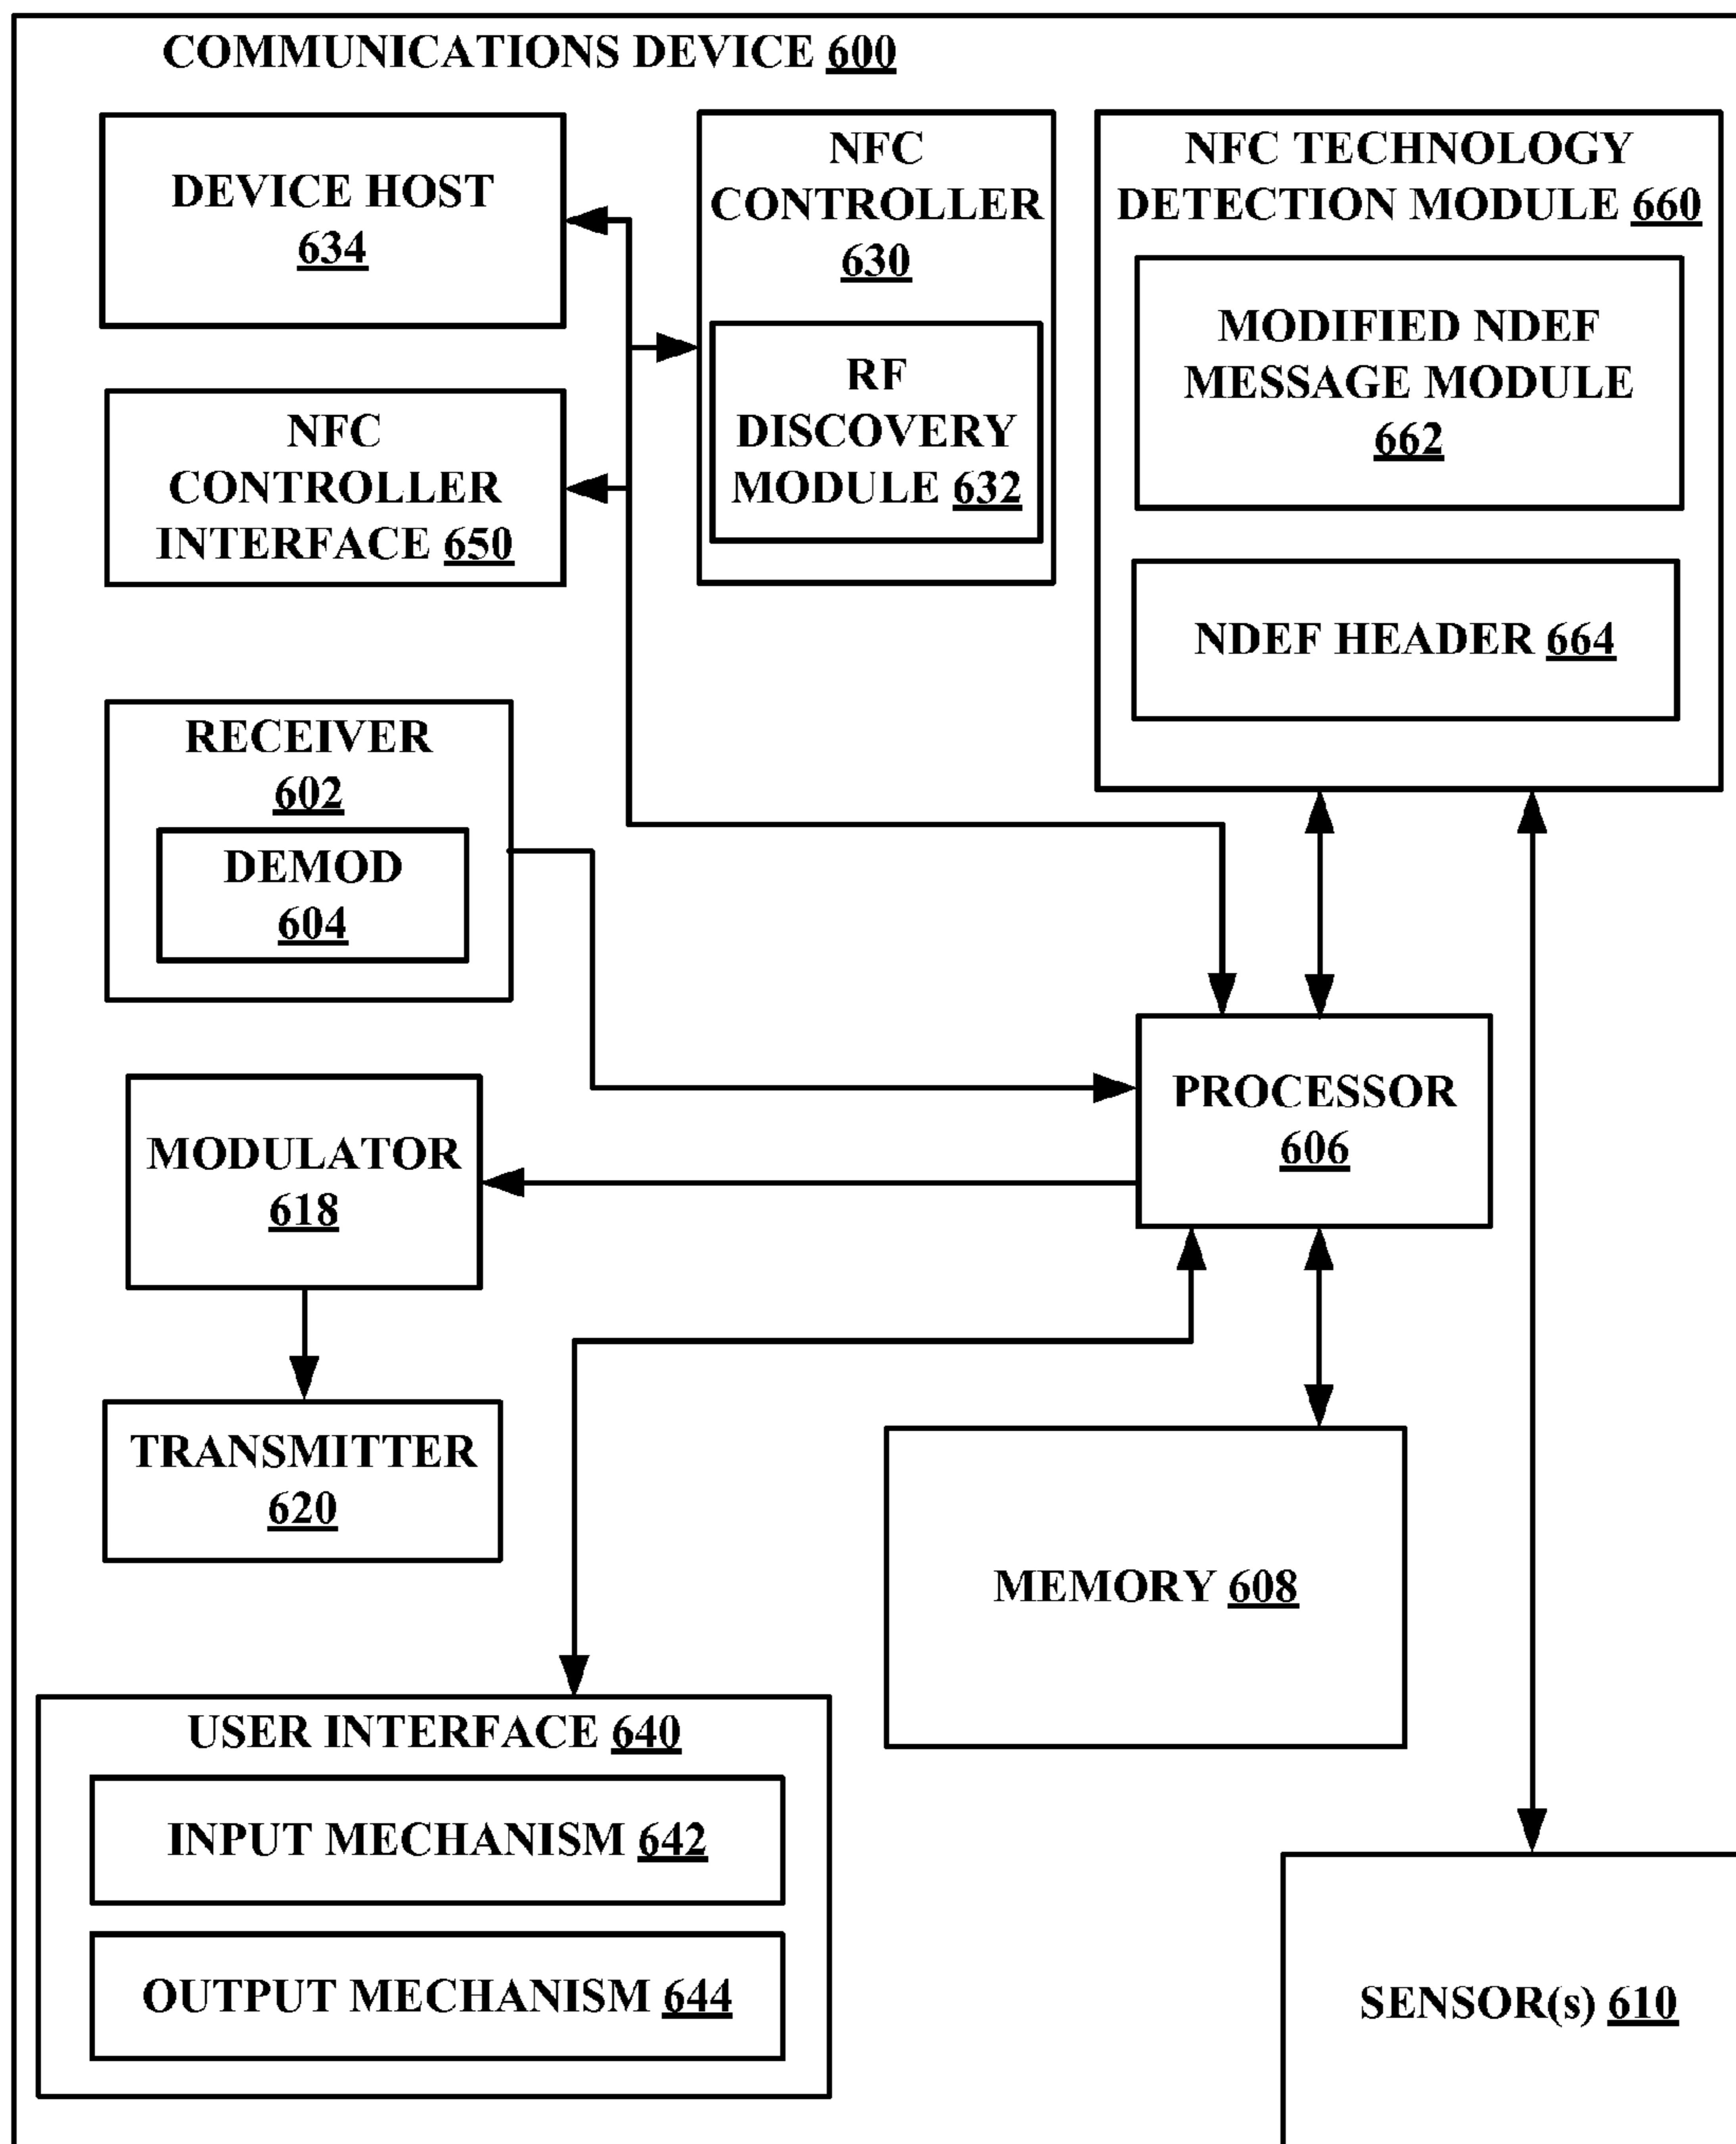 COMMUNICATIONS DEVICE 600
DEVICE HOST
634
NFC
CONTROLLER
630
RF
DISCOVERY
MODULE 632
NFC TECHNOLOGY
DETECTION MODULE 660
MODIFIED NDEF
MESSAGE MODULE
662
NDEF HEADER 664
NFC
CONTROLLER
INTERFACE 650
RECEIVER
602
DEMOD
604
PROCESSOR
606
MODULATOR
618
TRANSMITTER
620
MEMORY 608
USER INTERFACE 640
INPUT MECHANISM 642
OUTPUT MECHANISM 644
SENSOR(s) 610